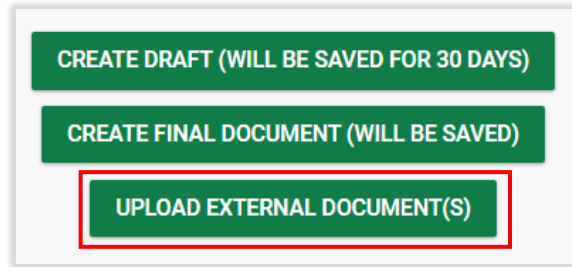 CREATE DRAFT (WILL BE SAVED FOR 30 DAYS)
CREATE FINAL DOCUMENT (WILL BE SAVED)
UPLOAD EXTERNAL DOCUMENT(S)